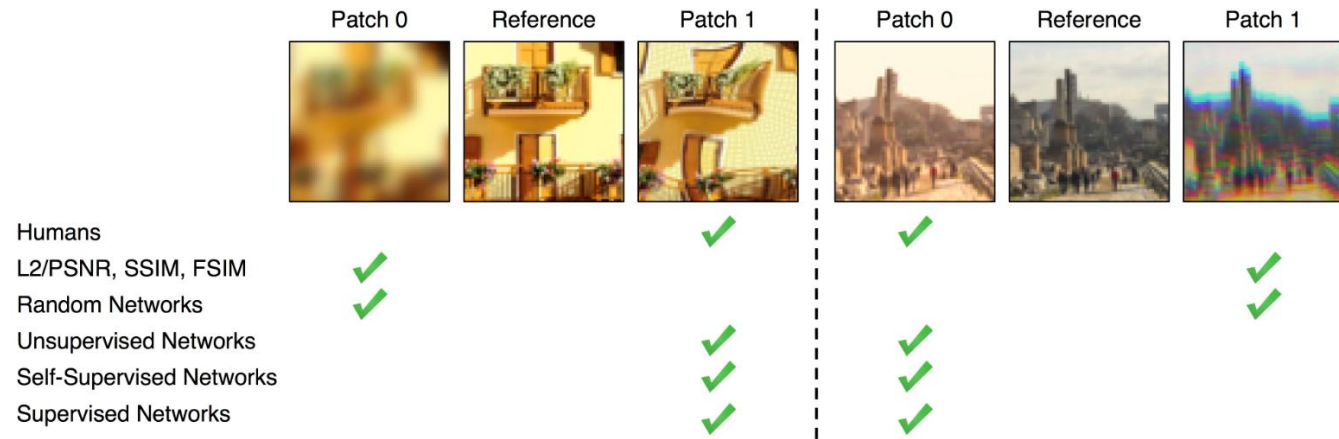 Patch 0 Reference Patch 1 Patch 0 Reference Patch 1
Humans
L2/PSNR, SSIM, FSIM
Random Networks
Unsupervised Networks
Self-Supervised Networks
Supervised Networks